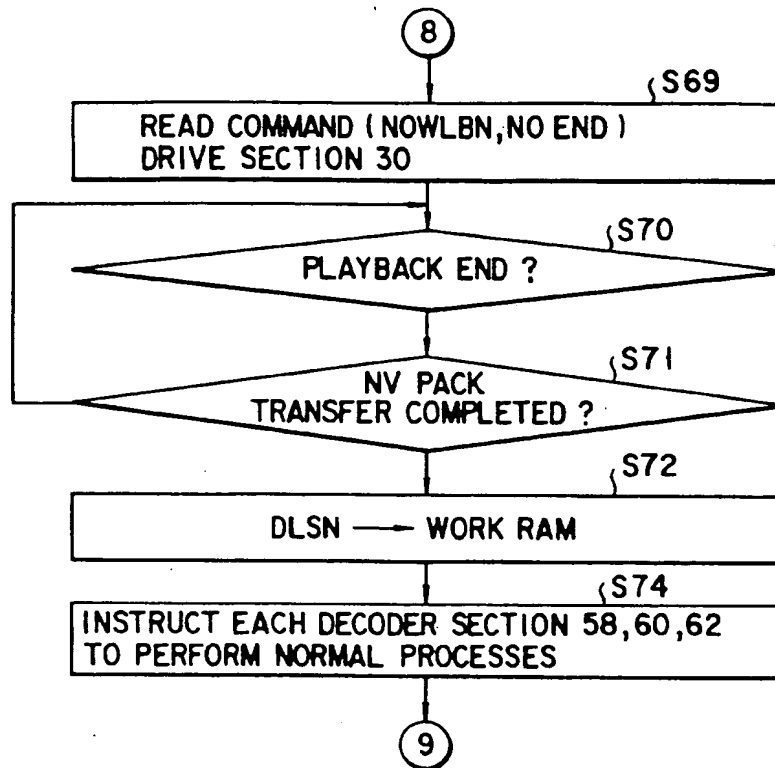 8
S69
READ COMMAND (NOWLBN, NO END)
DRIVE SECTION 30
S70
PLAYBACK END ?
S71
NV PACK
TRANSFER COMPLETED ?
S72
DLSN → WORK RAM
S74
INSTRUCT EACH DECODER SECTION 58,60,62
TO PERFORM NORMAL PROCESSES
9